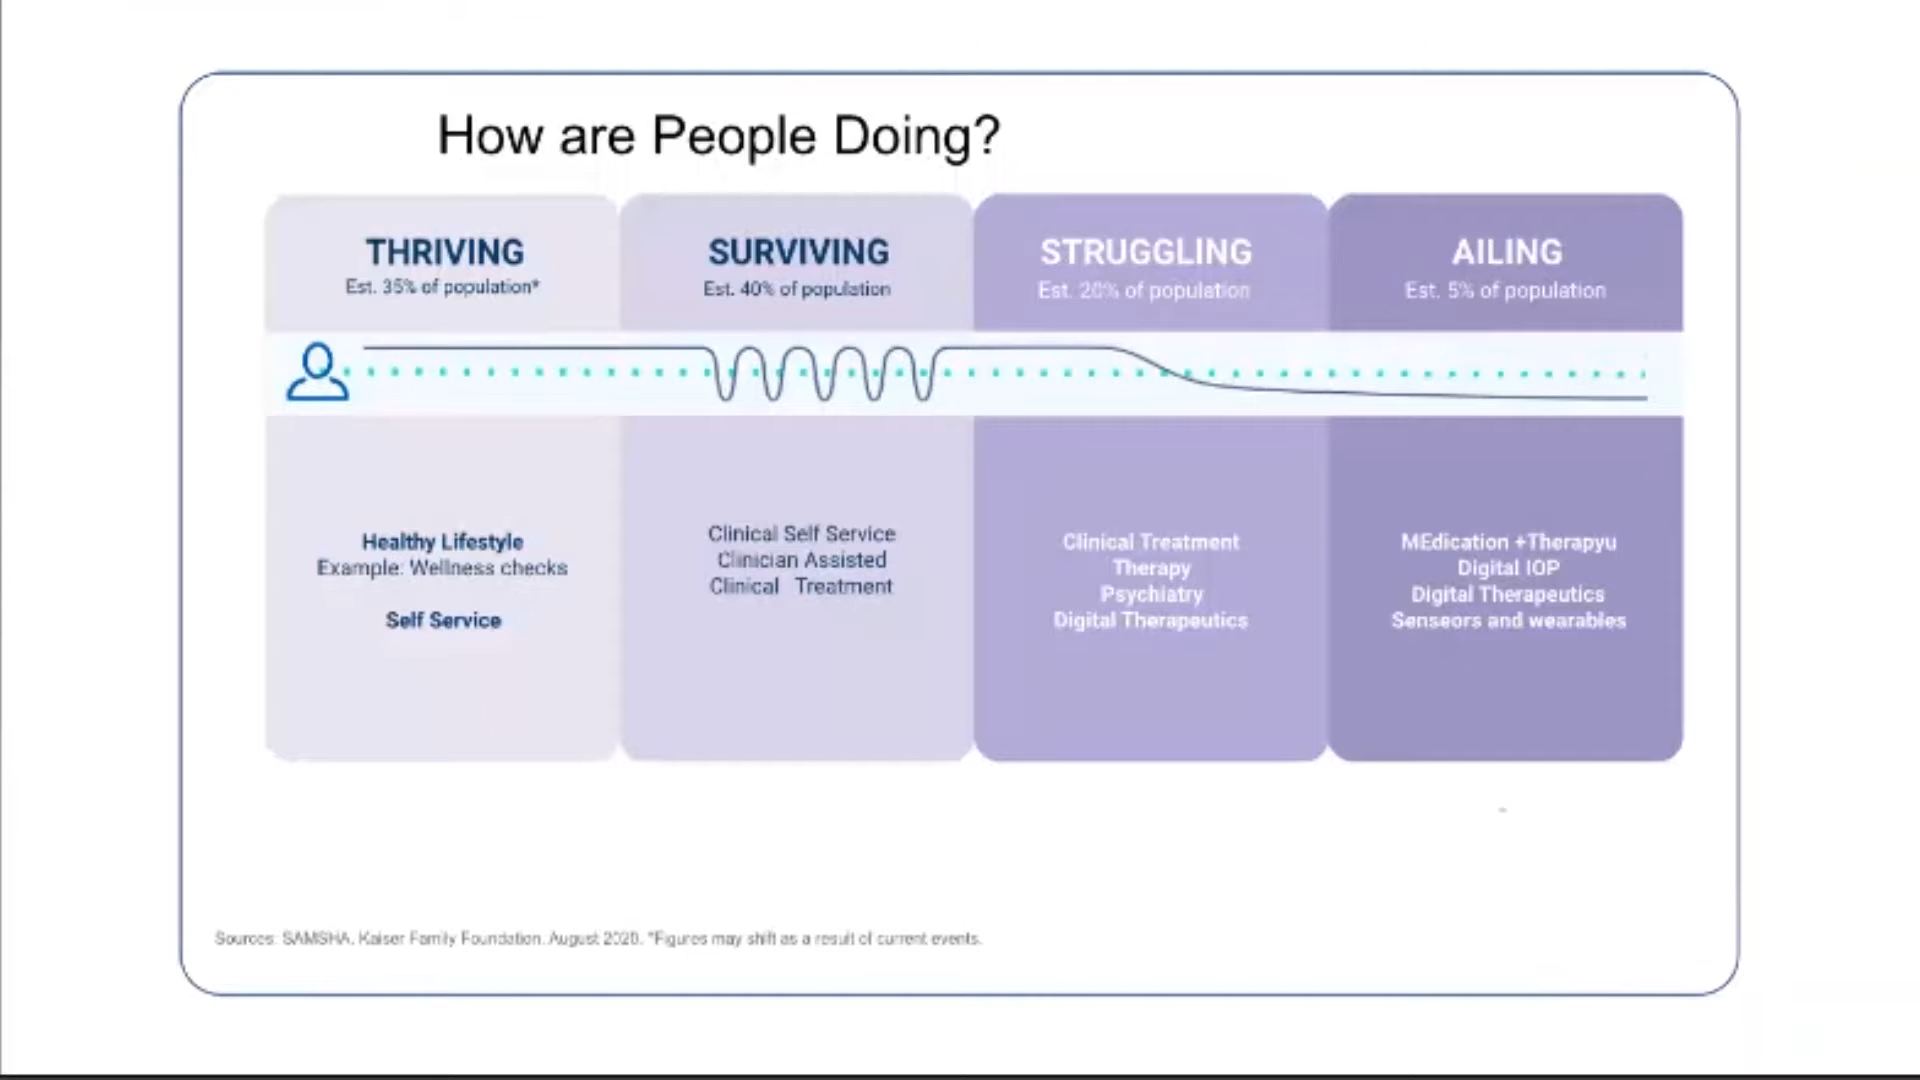 How are People Doing?
THRIVING
Est. 35% of population*
SURVIVING
Est. 40% of population
STRUGGLING
Est. 20% of population
AILING
Est. 5% of population
Healthy Lifestyle
Example: Wellness checks
Self Service
Clinical Self Service
Clinician Assisted
Clinical Treatment
Clinical Treatment
Therapy
Psychiatry
Digital Therapeutics
MEdication +Therapyu
Digital IOP
Digital Therapeutics
Senseors and wearables
Sources: SAMSHA, Kaiser Family Foundation, August 2020. *Figures may shift as a result of current events.